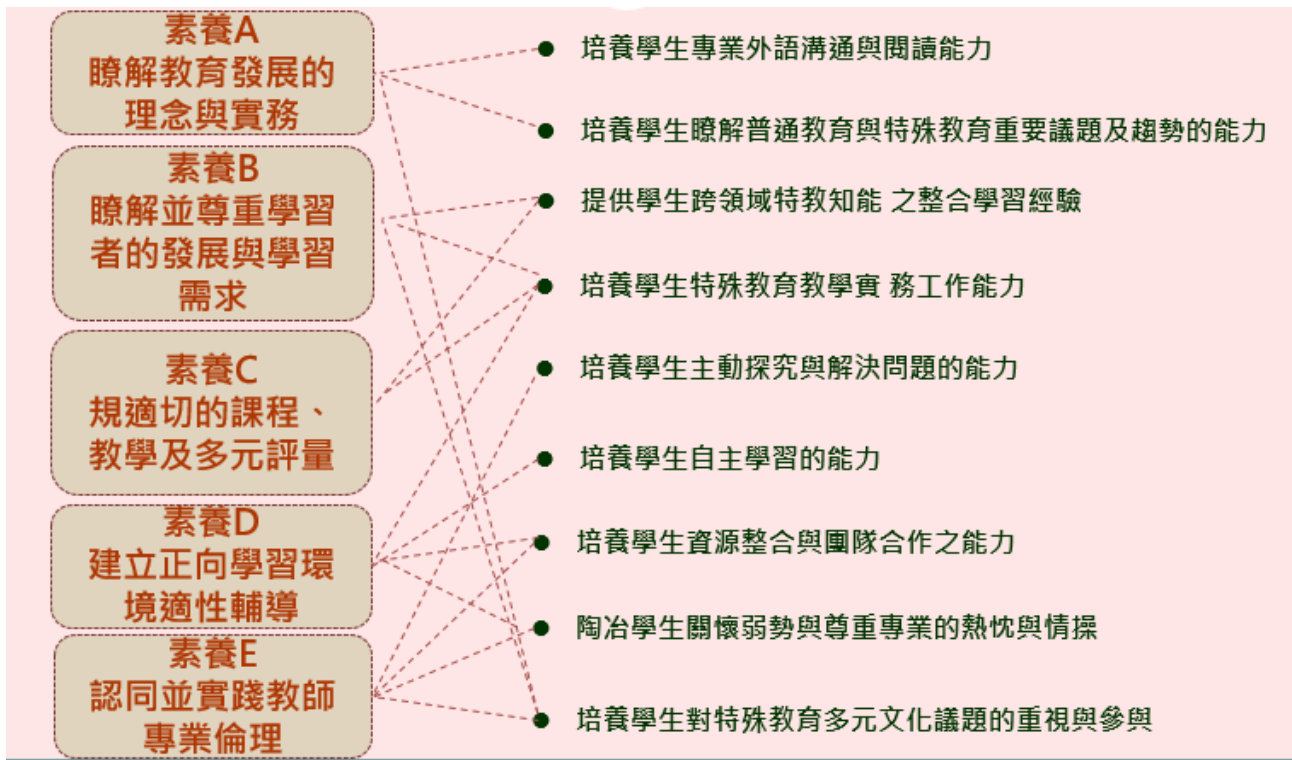 素養A
瞭解教育發展的
理念與實務
素養B
瞭解並尊重學習
者的發展與學習
需求
素養C
規適切的課程、
教學及多元評量
素養D
建立正向學習環
境適性輔導
素養E
認同並實踐教師
專業倫理
培養學生專業外語溝通與閱讀能力
培養學生瞭解普通教育與特殊教育重要議題及趨勢的能力
提供學生跨領域特教知能 之整合學習經驗
培養學生特殊教育教學實 務工作能力
培養學生主動探究與解決問題的能力
培養學生自主學習的能力
培養學生資源整合與團隊合作之能力
陶冶學生關懷弱勢與尊重專業的熱忱與情操
培養學生對特殊教育多元文化議題的重視與參與